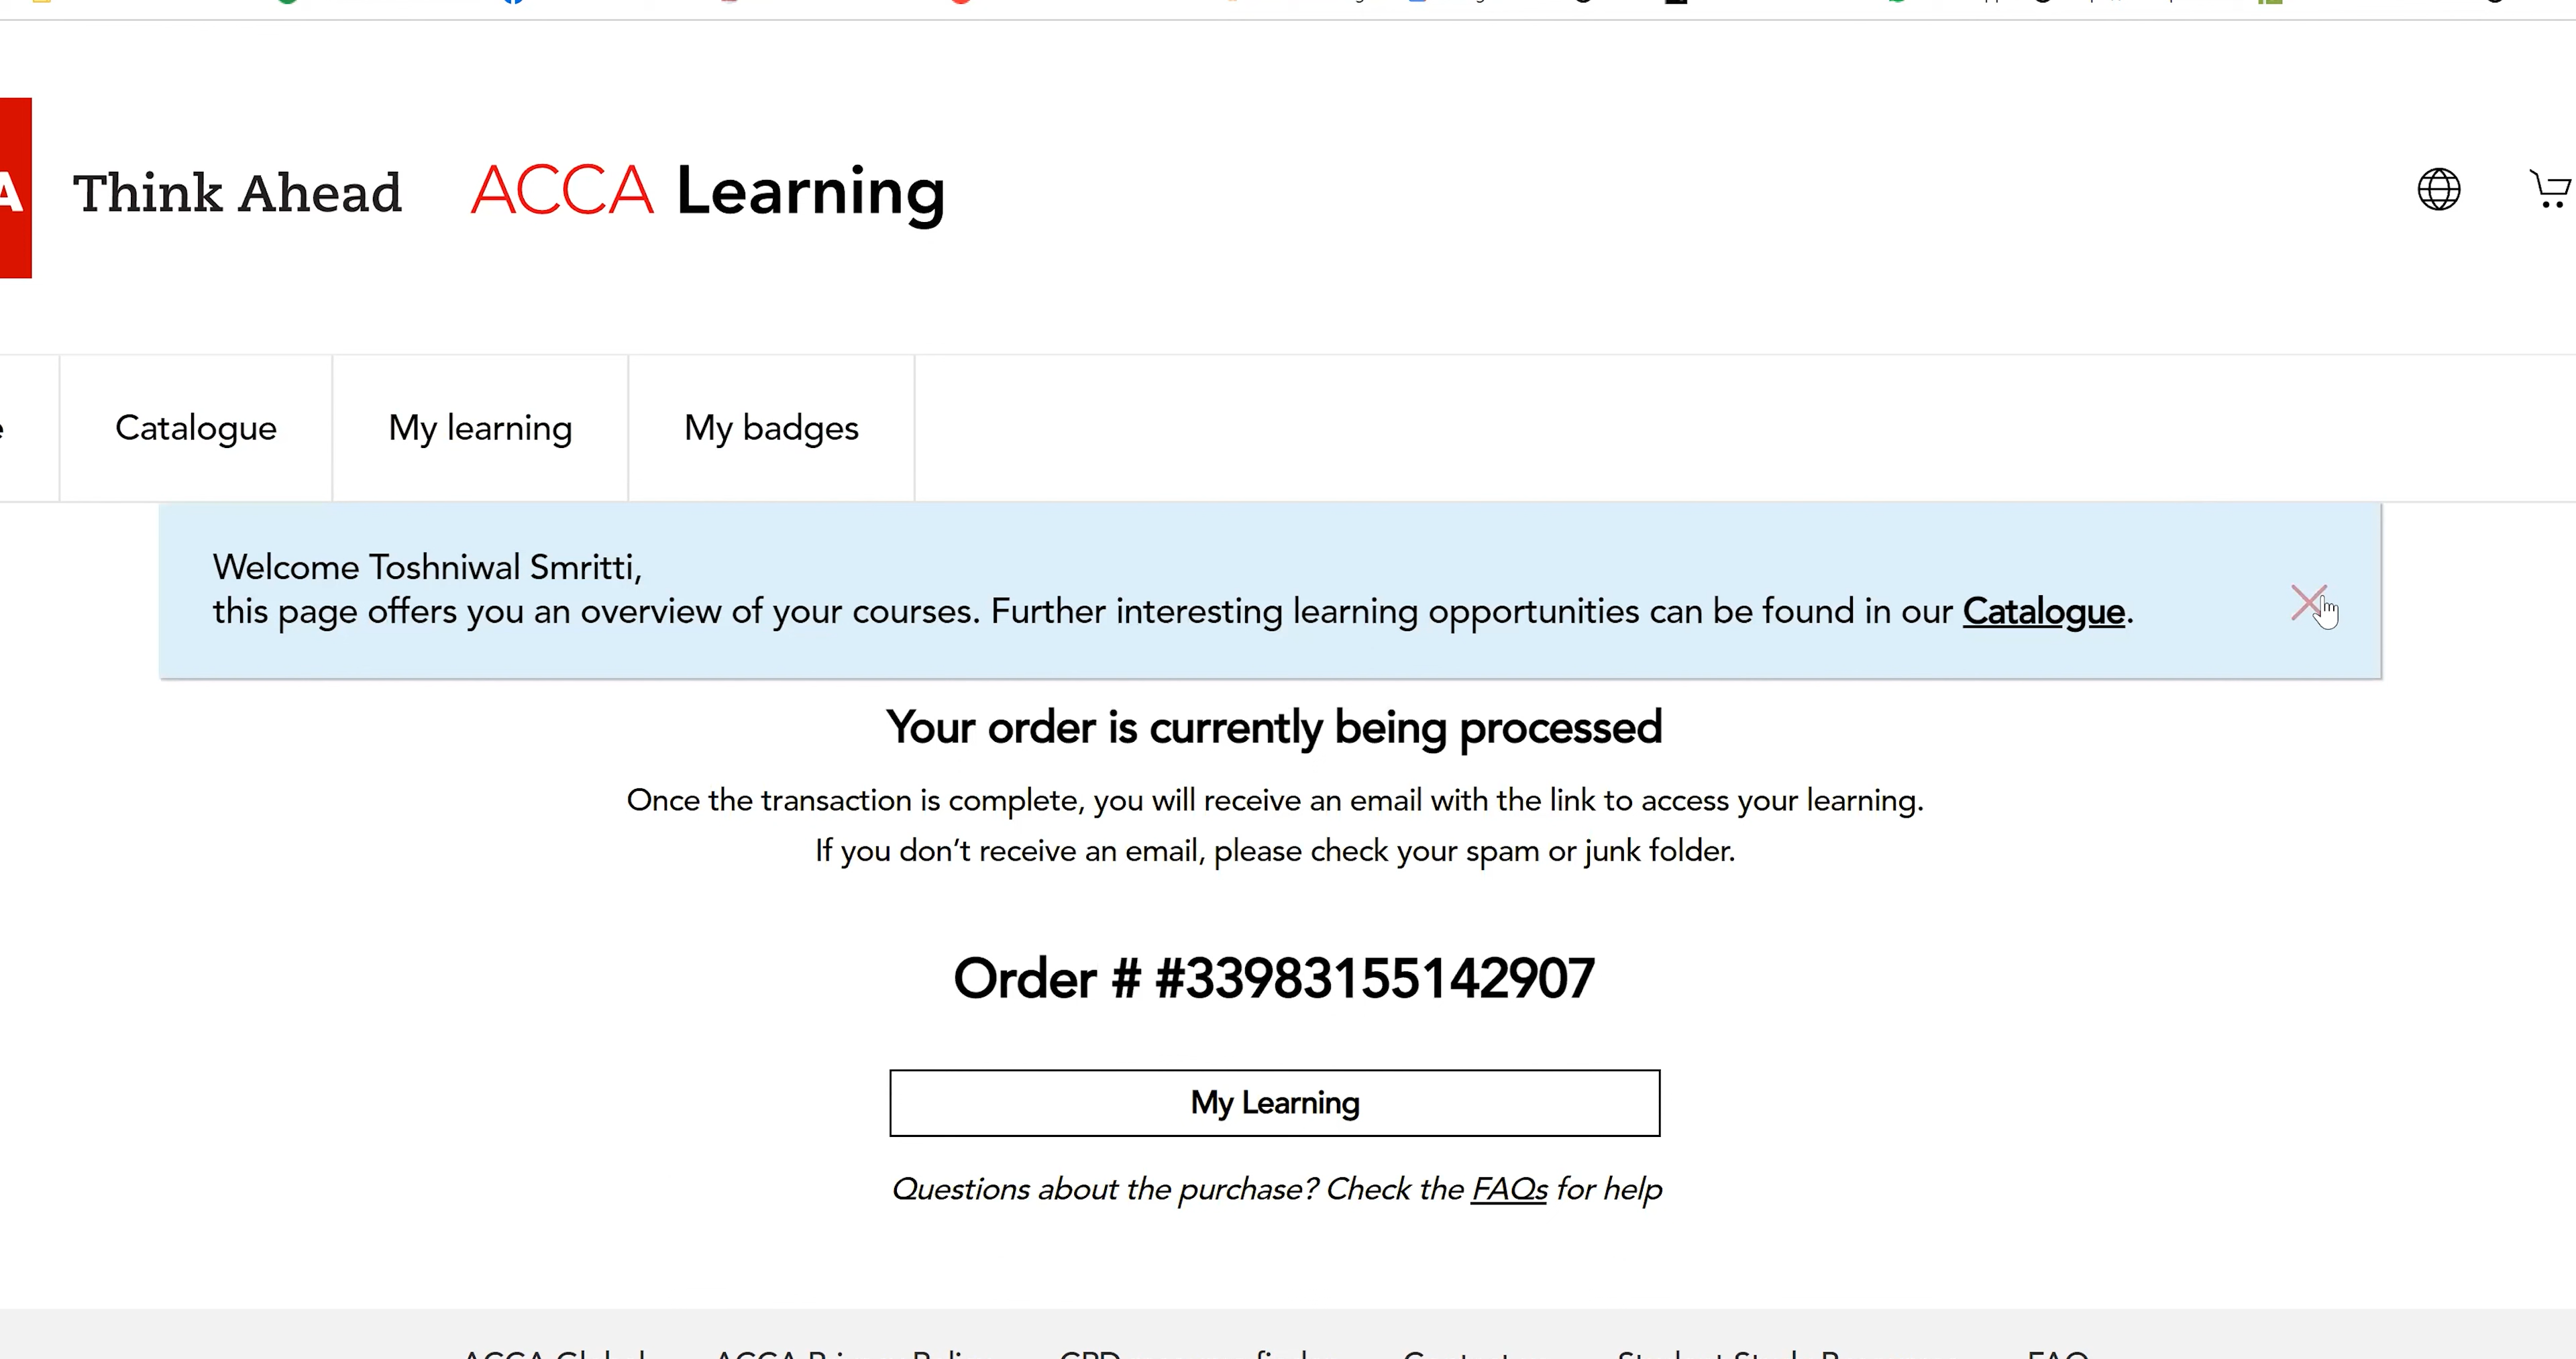 Think Ahead ACCA Learning
Catalogue My learning My badges
Welcome Toshniwal Smritti,
this page offers you an overview of your courses. Further interesting learning opportunities can be found in our Catalogue.
Your order is currently being processed
Once the transaction is complete, you will receive an email with the link to access your learning.
If you don’t receive an email, please check your spam or junk folder.
Order # #33983155142907
My Learning
Questions about the purchase? Check the FAQs for help